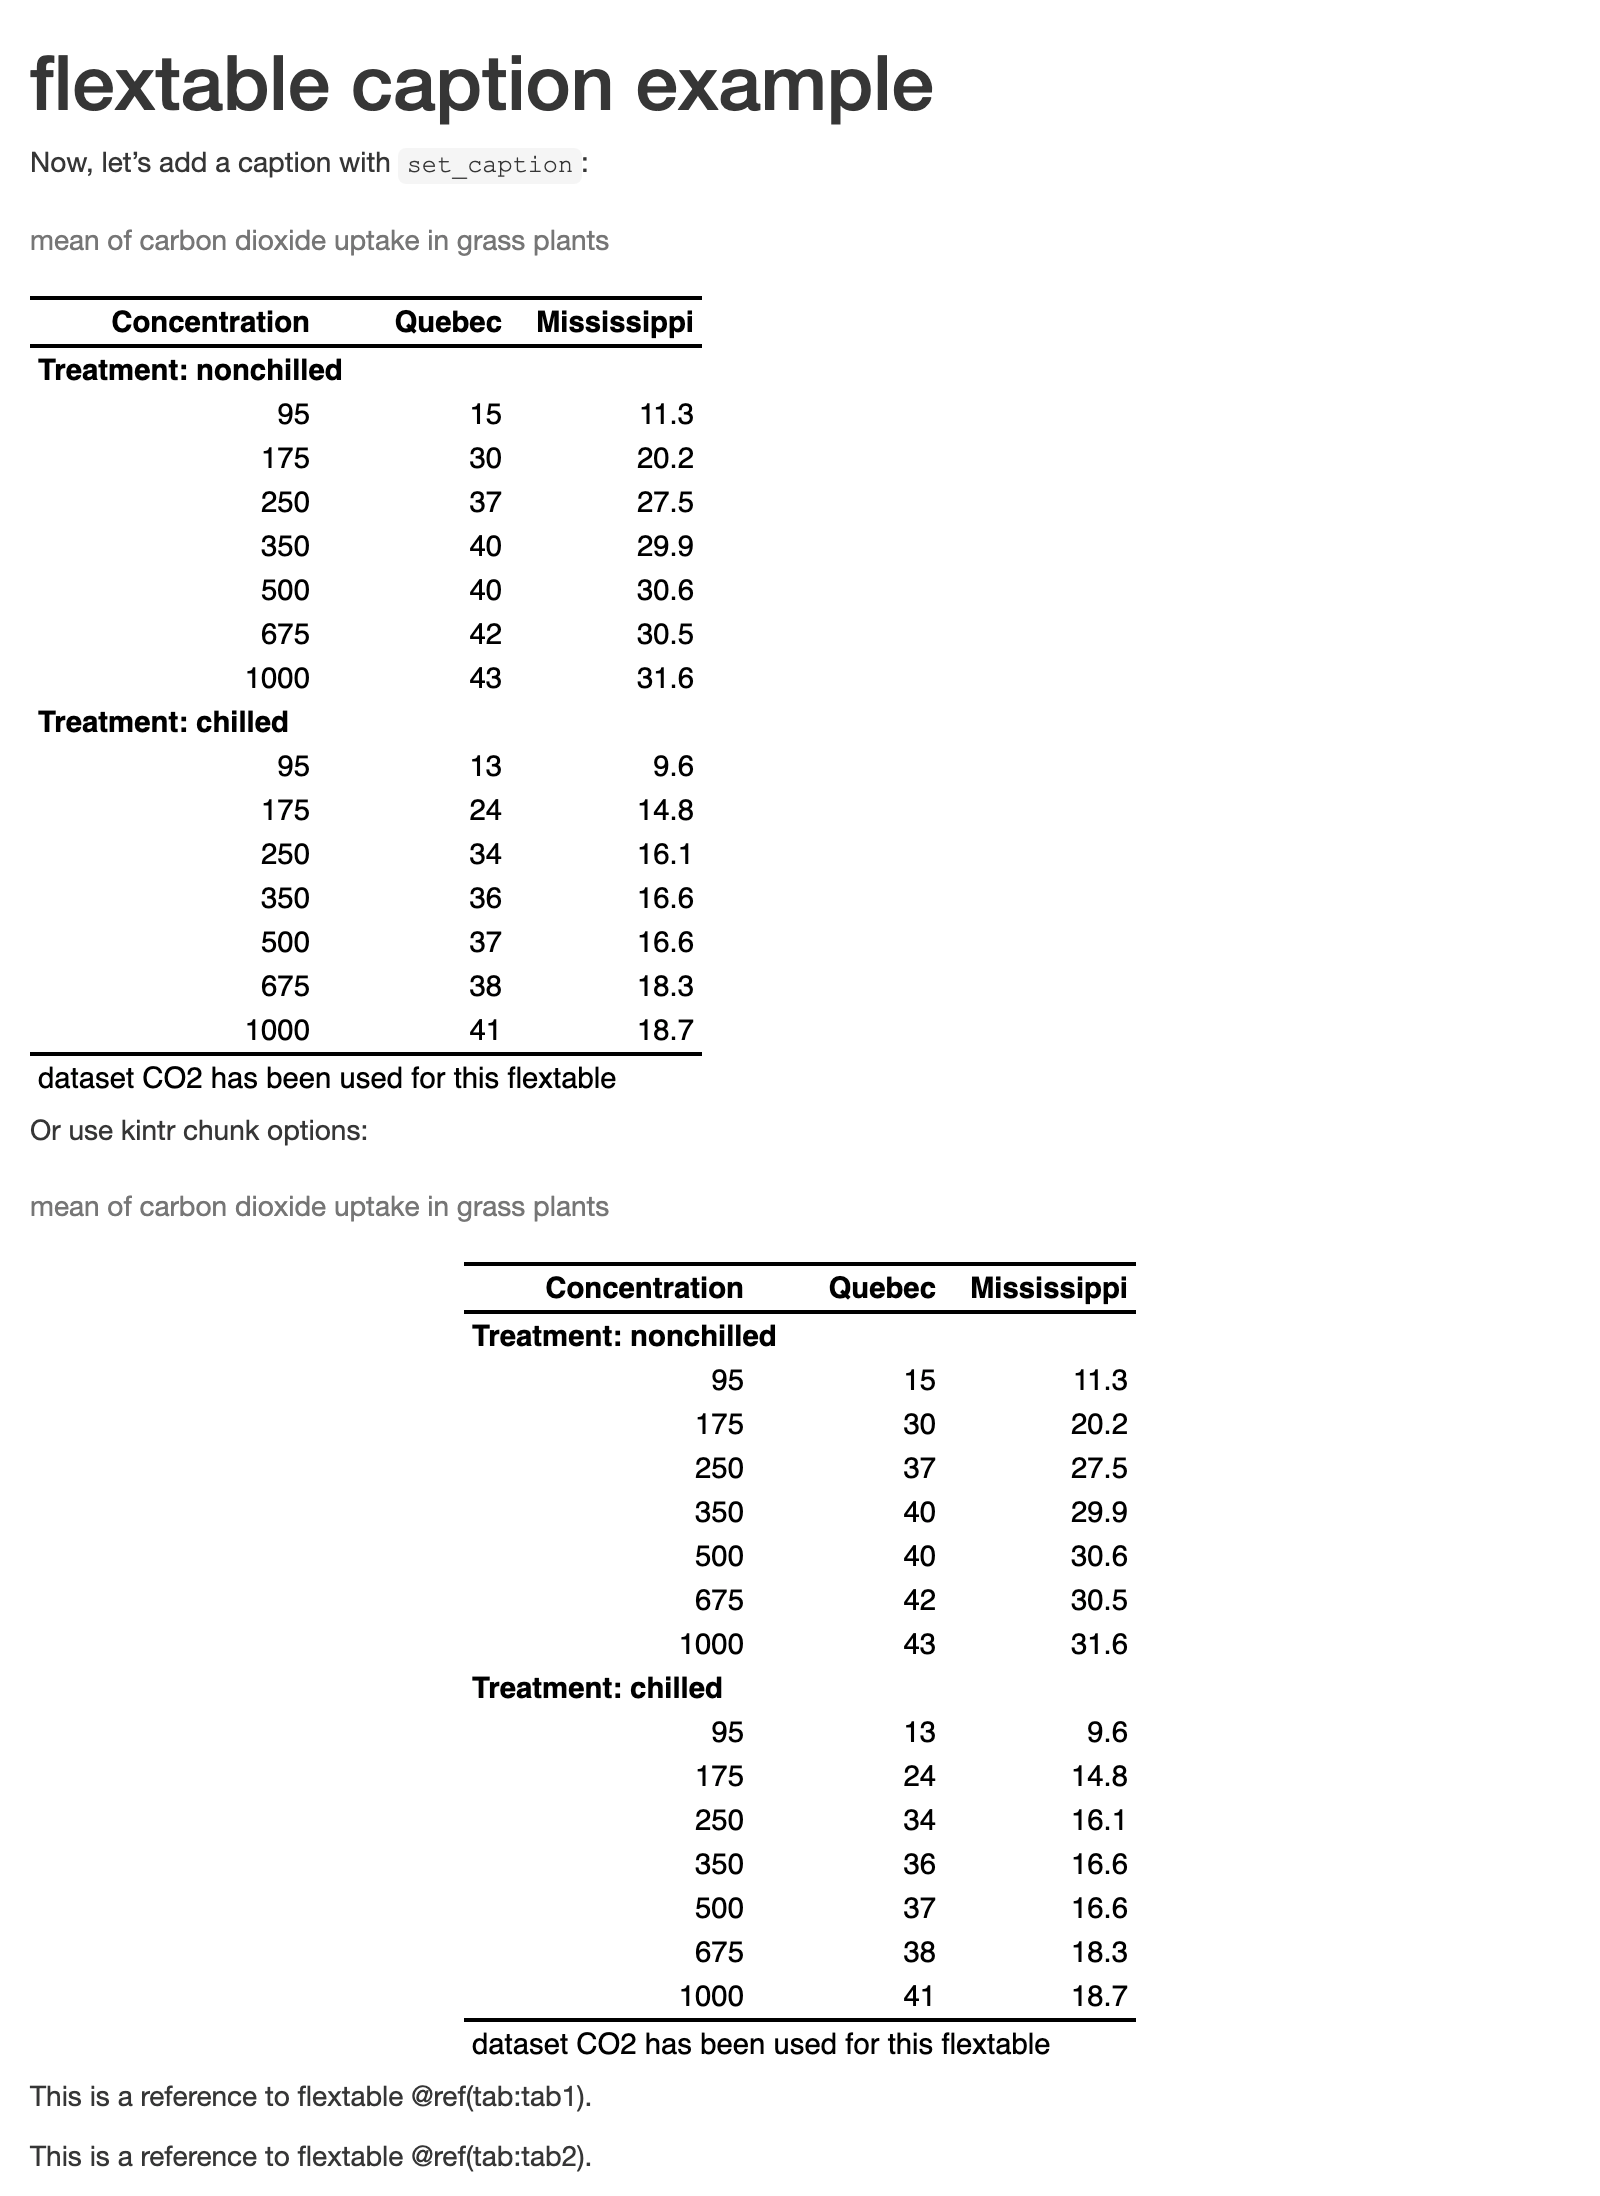 flextable caption example
Now, let’s add a caption with set_caption:
mean of carbon dioxide uptake in grass plants
Concentration Quebec Mississippi
Treatment: nonchilled
95 15 11.3
175 30 20.2
250 37 27.5
350 40 29.9
500 40 30.6
675 42 30.5
1000 43 31.6
Treatment: chilled
95 13 9.6
175 24 14.8
250 34 16.1
350 36 16.6
500 37 16.6
675 38 18.3
1000 41 18.7
dataset CO2 has been used for this flextable
Or use kintr chunk options:
mean of carbon dioxide uptake in grass plants
Concentration Quebec Mississippi
Treatment: nonchilled
95 15 11.3
175 30 20.2
250 37 27.5
350 40 29.9
500 40 30.6
675 42 30.5
1000 43 31.6
Treatment: chilled
95 13 9.6
175 24 14.8
250 34 16.1
350 36 16.6
500 37 16.6
675 38 18.3
1000 41 18.7
dataset CO2 has been used for this flextable
This is a reference to flextable @ref(tab:tab1).
This is a reference to flextable @ref(tab:tab2).